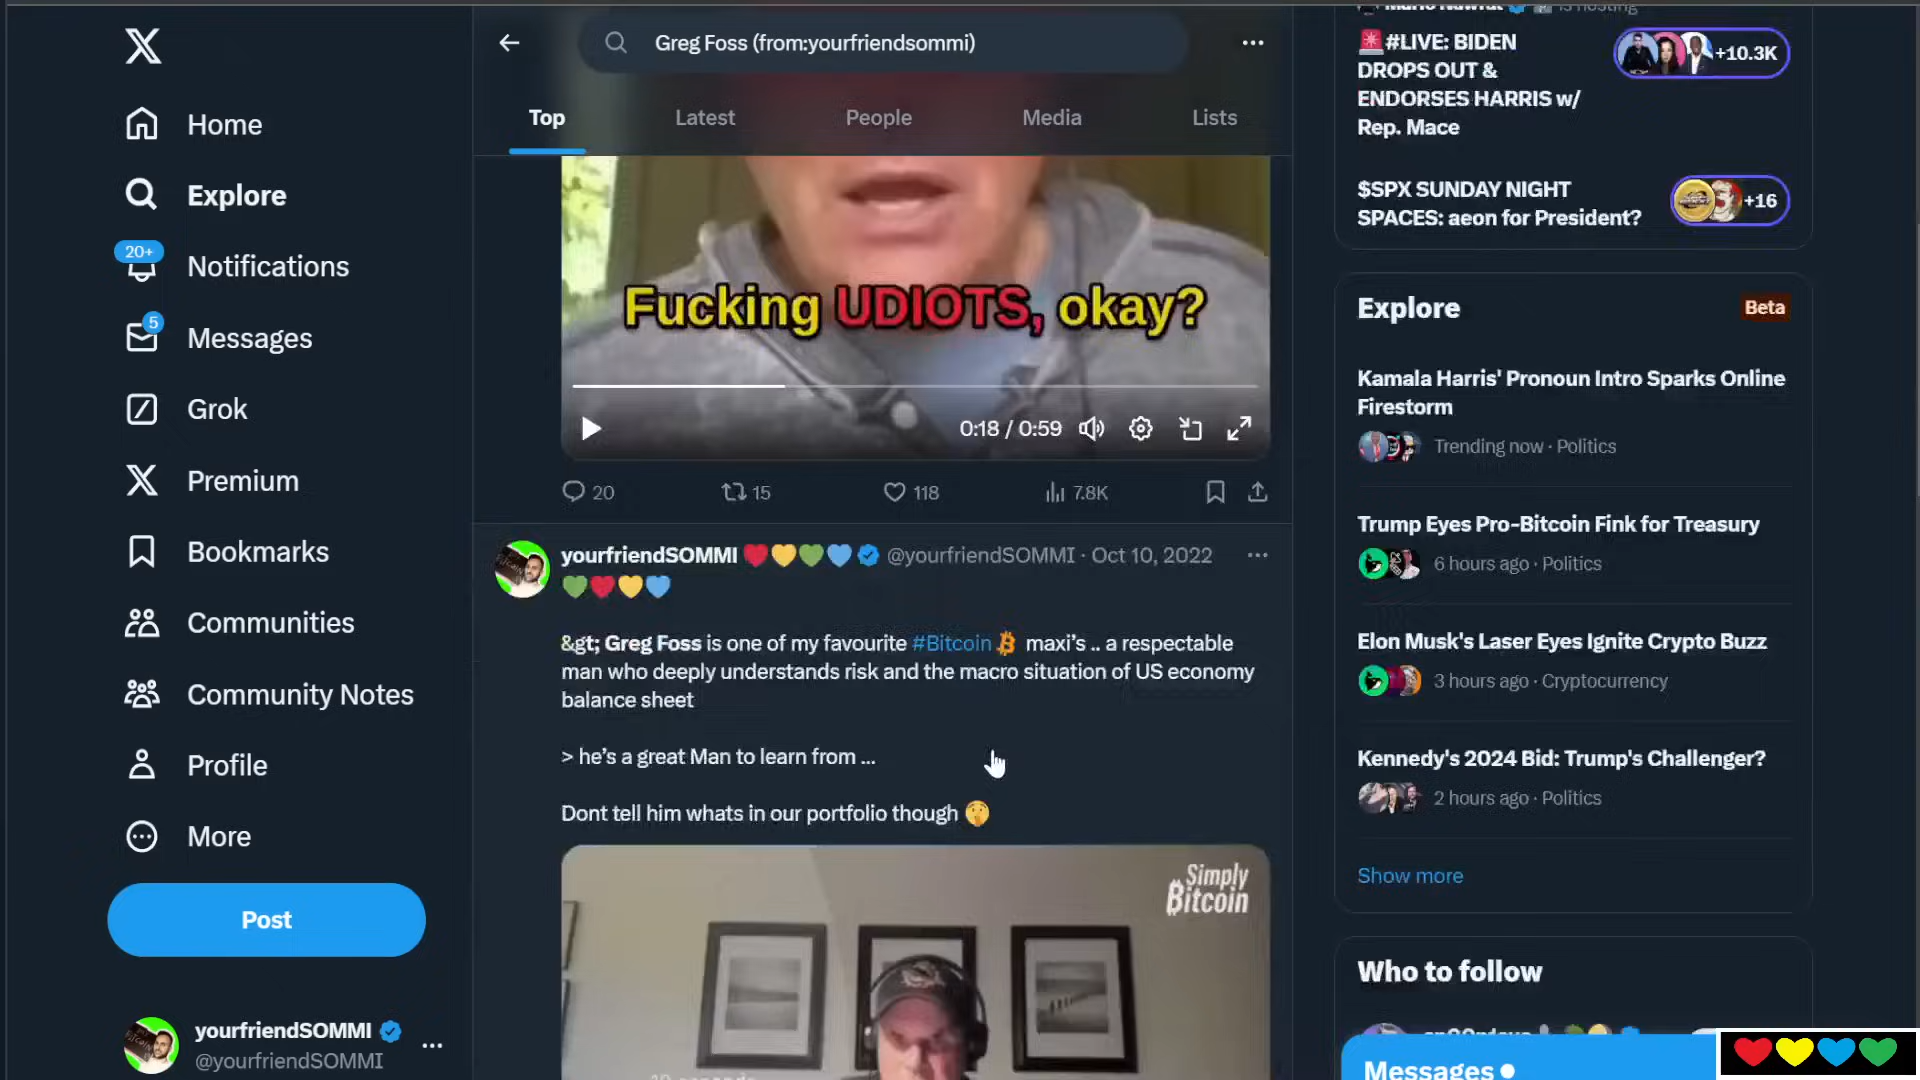 Home
Explore
20+
Notifications
5
Messages
Grok
Premium
Bookmarks
Communities
Community Notes
Profile
More
Post
yourfriendSOMMI
@yourfriendSOMMI
Greg Foss (from:yourfriendsommi)
Top
Latest
People
Media
Lists
Fucking UDIOTS, okay?
0:18 / 0:59
20
15
118
7.8K
yourfriendSOMMI @yourfriendSOMMI · Oct 10, 2022
&gt; Greg Foss is one of my favourite #Bitcoin maxi's .. a respectable
man who deeply understands risk and the macro situation of US economy
balance sheet
> he's a great Man to learn from ...
Dont tell him whats in our portfolio though
Simply
Bitcoin
is hosting
#LIVE: BIDEN
DROPS OUT &
ENDORSES HARRIS w/
Rep. Mace
+10.3K
$SPX SUNDAY NIGHT
SPACES: aeon for President?
+16
Explore
Beta
Kamala Harris' Pronoun Intro Sparks Online
Firestorm
Trending now · Politics
Trump Eyes Pro-Bitcoin Fink for Treasury
6 hours ago · Politics
Elon Musk's Laser Eyes Ignite Crypto Buzz
3 hours ago · Cryptocurrency
Kennedy's 2024 Bid: Trump's Challenger?
2 hours ago · Politics
Show more
Who to follow
Messages